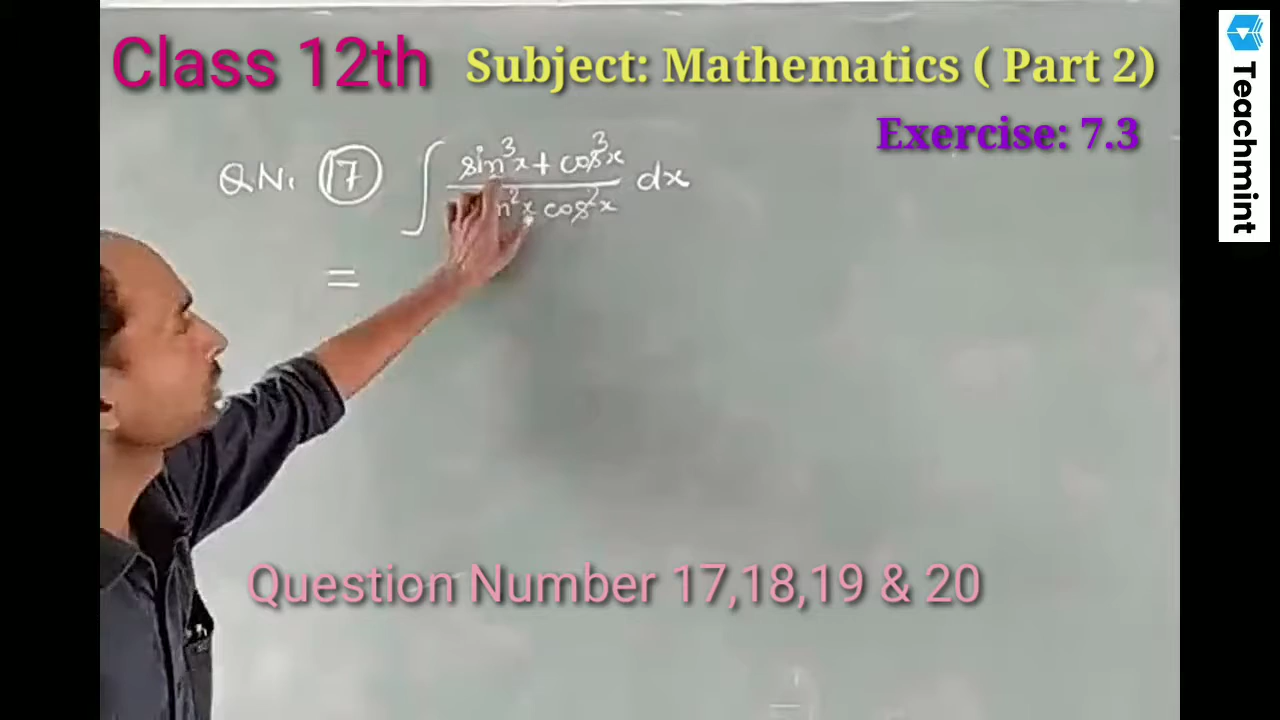 Class 12th Subject: Mathematics ( Part 2)
Exercise: 7.3
Teachmint
Q.N. 17 ∫ sin³x + cos³x dx
n²x cos²x
=
Question Number 17,18,19 & 20